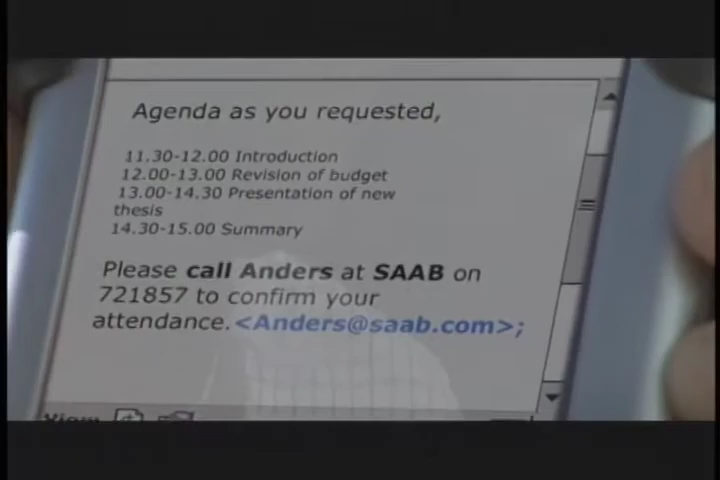 Agenda as you requested,
11.30-12.00 Introduction
12.00-13.00 Revision of budget
13.00-14.30 Presentation of new
thesis
14.30-15.00 Summary
Please call Anders at SAAB on
721857 to confirm your
attendance.<Anders@saab.com>;
View